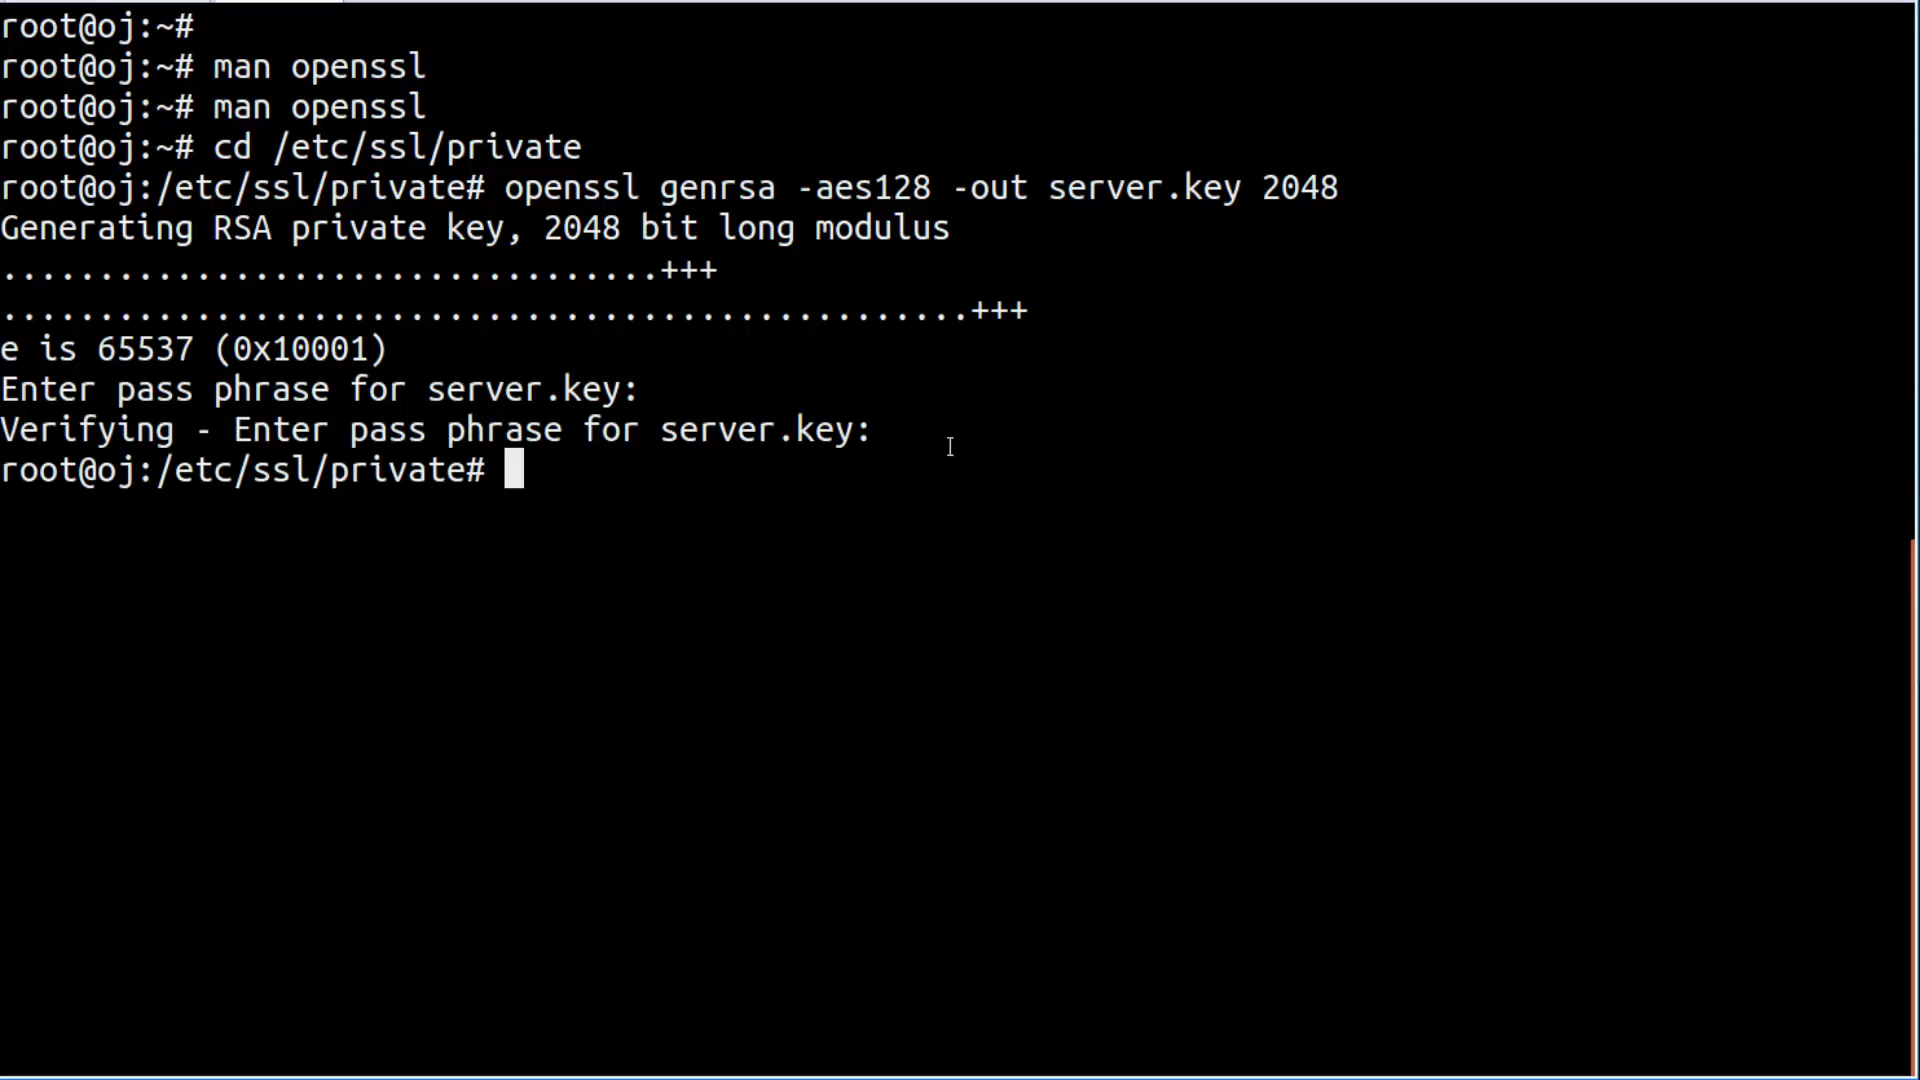 root@oj:~#
root@oj:~# man openssl
root@oj:~# man openssl
root@oj:~# cd /etc/ssl/private
root@oj:/etc/ssl/private# openssl genrsa -aes128 -out server.key 2048
Generating RSA private key, 2048 bit long modulus
..................................+++
..................................................+++
e is 65537 (0x10001)
Enter pass phrase for server.key:
Verifying - Enter pass phrase for server.key:
root@oj:/etc/ssl/private#